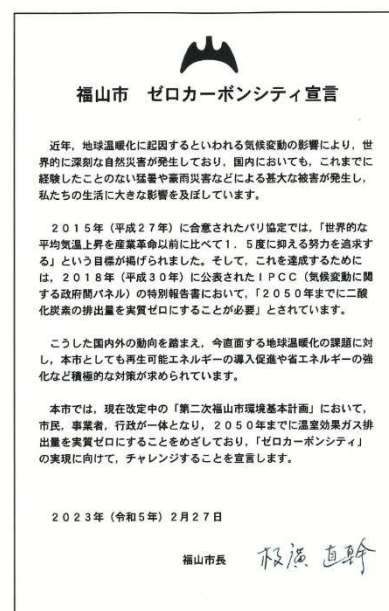 福山市　ゼロカーボンシティ宣言
近年，地球温暖化に起因するといわれる気候変動の影響により，世
界的に深刻な自然災害が発生しており，国内においても，これまでに
経験したことのない猛暑や豪雨災害などによる甚大な被害が発生し，
私たちの生活に大きな影響を及ぼしています。
２０１５年（平成２７年）に合意されたパリ協定では，「世界的な
平均気温上昇を産業革命以前に比べて１．５度に抑える努力を追求す
る」という目標が掲げられました。そして，これを達成するために
は，２０１８年（平成３０年）に公表されたＩＰＣＣ（気候変動に関
する政府間パネル）の特別報告書において，「２０５０年までに二酸
化炭素の排出量を実質ゼロにすることが必要」とされています。
こうした国内外の動向を踏まえ，今直面する地球温暖化の課題に対
し，本市としても再生可能エネルギーの導入促進や省エネルギーの強
化など積極的な対策が求められています。
本市では，現在改定中の「第二次福山市環境基本計画」において，
市民，事業者，行政が一体となり，２０５０年までに温室効果ガス排
出量を実質ゼロにすることをめざしており，「ゼロカーボンシティ」
の実現に向けて，チャレンジすることを宣言します。
２０２３年（令和５年）２月２７日
福山市長　枝廣　直幹